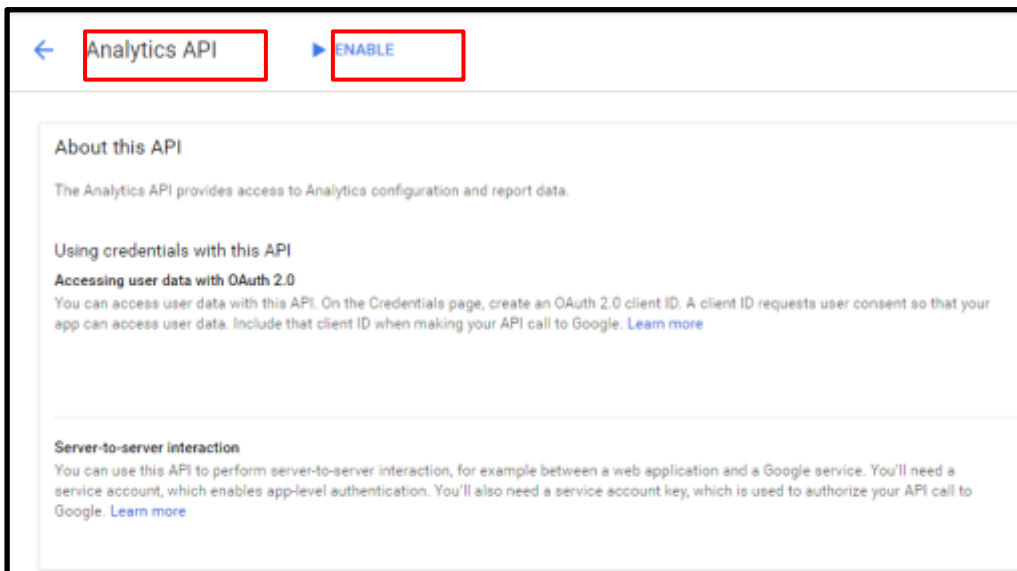 Analytics API ENABLE
About this API
The Analytics API provides access to Analytics configuration and report data.
Using credentials with this API
Accessing user data with OAuth 2.0
You can access user data with this API. On the Credentials page, create an OAuth 2.0 client ID. A client ID requests user consent so that your
app can access user data. Include that client ID when making your API call to Google. Learn more
Server-to-server interaction
You can use this API to perform server-to-server interaction, for example between a web application and a Google service. You'll need a
service account, which enables app-level authentication. You'll also need a service account key, which is used to authorize your API call to
Google. Learn more